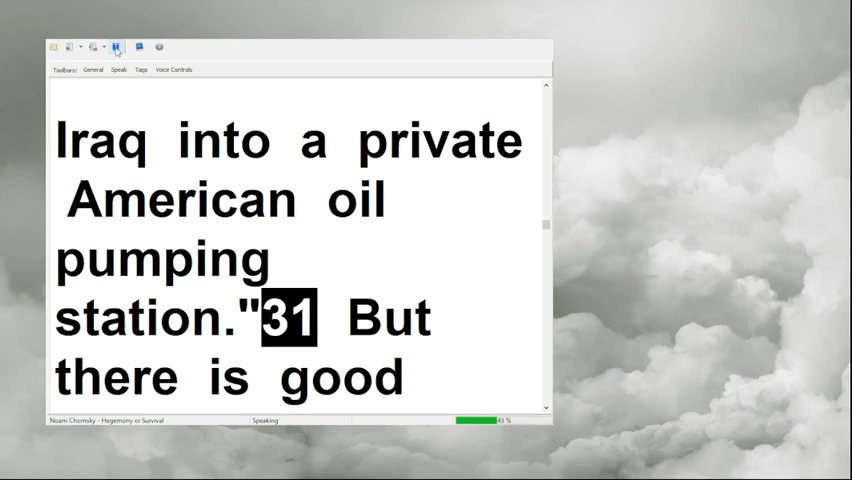 Toolbars: General Speak Tags Voice Controls
Iraq into a private
American oil
pumping
station."31 But
there is good
Noam Chomsky - Hegemony or Survival Speaking 43 %